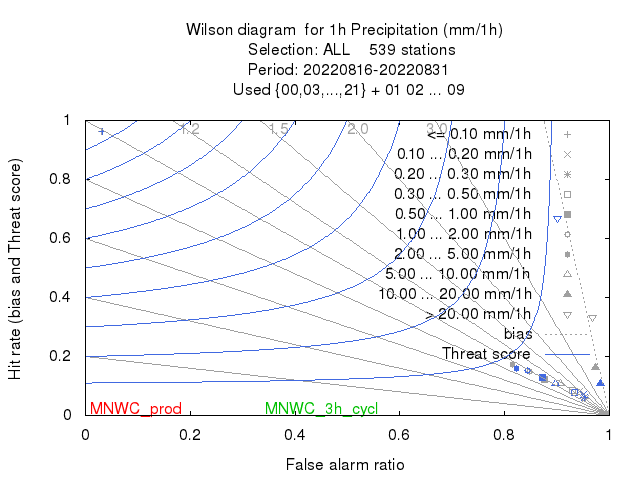 Wilson diagram for 1h Precipitation (mm/1h)
Selection: ALL 539 stations
Period: 20220816-20220831
Used {00,03,...,21} + 01 02 ... 09
1.2 1.5 2.0 3.0
<= 0.10 mm/1h
0.10 ... 0.20 mm/1h
0.20 ... 0.30 mm/1h
0.30 ... 0.50 mm/1h
0.50 ... 1.00 mm/1h
1.00 ... 2.00 mm/1h
2.00 ... 5.00 mm/1h
5.00 ... 10.00 mm/1h
10.00 ... 20.00 mm/1h
> 20.00 mm/1h
bias
Threat score
1
0.8
0.6
0.4
0.2
0
Hit rate (bias and Threat score)
MNWC_prod MNWC_3h_cycl
0 0.2 0.4 0.6 0.8 1
False alarm ratio